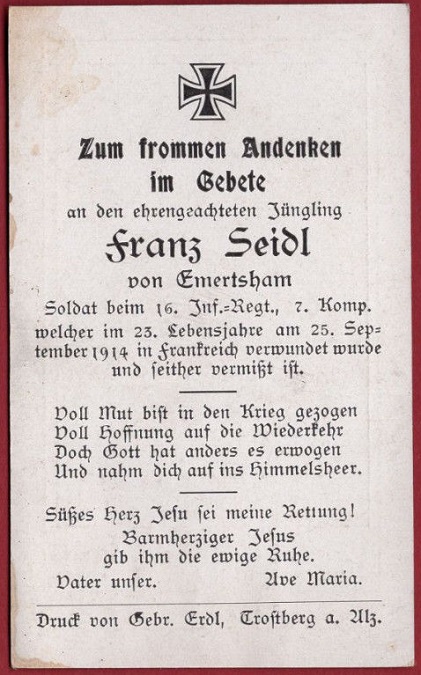 Zum frommen Andenken
im Gebete
an den ehrengeachteten Jüngling
Franz Seidl
von Emertsham
Soldat beim 16. Inf.=Regt., 7. Komp.
welcher im 23. Lebensjahre am 25. Sep=
tember 1914 in Frankreich verwundet wurde
und seither vermißt ist.
Voll Mut bist in den Krieg gezogen
Voll Hoffnung auf die Wiederkehr
Doch Gott hat anders es erwogen
Und nahm dich auf ins Himmelsheer.
Süßes Herz Jesu sei meine Rettung!
Barmherziger Jesus
gib ihm die ewige Ruhe.
Vater unser. Ave Maria.
Druck von Gebr. Erdl, Trostberg a. Alz.